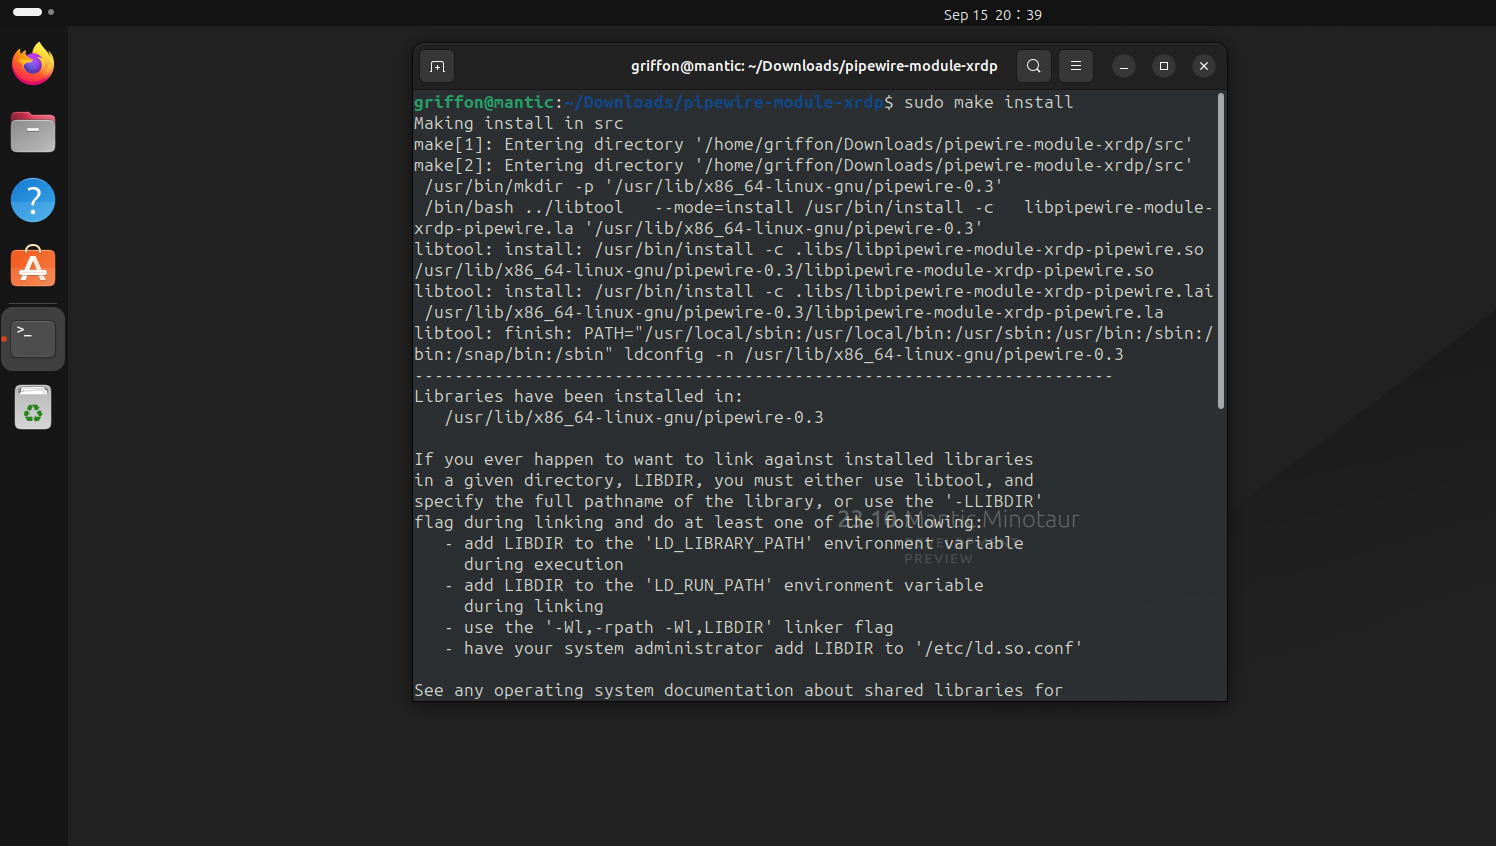 Sep 15 20:39
griffon@mantic: ~/Downloads/pipewire-module-xrdp
griffon@mantic:~/Downloads/pipewire-module-xrdp$ sudo make install
Making install in src
make[1]: Entering directory '/home/griffon/Downloads/pipewire-module-xrdp/src'
make[2]: Entering directory '/home/griffon/Downloads/pipewire-module-xrdp/src'
/usr/bin/mkdir -p '/usr/lib/x86_64-linux-gnu/pipewire-0.3'
/bin/bash ../libtool   --mode=install /usr/bin/install -c   libpipewire-module-
xrdp-pipewire.la '/usr/lib/x86_64-linux-gnu/pipewire-0.3'
libtool: install: /usr/bin/install -c .libs/libpipewire-module-xrdp-pipewire.so
/usr/lib/x86_64-linux-gnu/pipewire-0.3/libpipewire-module-xrdp-pipewire.so
libtool: install: /usr/bin/install -c .libs/libpipewire-module-xrdp-pipewire.lai
/usr/lib/x86_64-linux-gnu/pipewire-0.3/libpipewire-module-xrdp-pipewire.la
libtool: finish: PATH="/usr/local/sbin:/usr/local/bin:/usr/sbin:/usr/bin:/sbin:/
bin:/snap/bin:/sbin" ldconfig -n /usr/lib/x86_64-linux-gnu/pipewire-0.3
----------------------------------------------------------------------
Libraries have been installed in:
/usr/lib/x86_64-linux-gnu/pipewire-0.3
If you ever happen to want to link against installed libraries
in a given directory, LIBDIR, you must either use libtool, and
specify the full pathname of the library, or use the '-LLIBDIR'
flag during linking and do at least one of the following:
23.10 Mantic Minotaur
- add LIBDIR to the 'LD_LIBRARY_PATH' environment variable
during execution
PREVIEW
- add LIBDIR to the 'LD_RUN_PATH' environment variable
during linking
- use the '-Wl,-rpath -Wl,LIBDIR' linker flag
- have your system administrator add LIBDIR to '/etc/ld.so.conf'
See any operating system documentation about shared libraries for